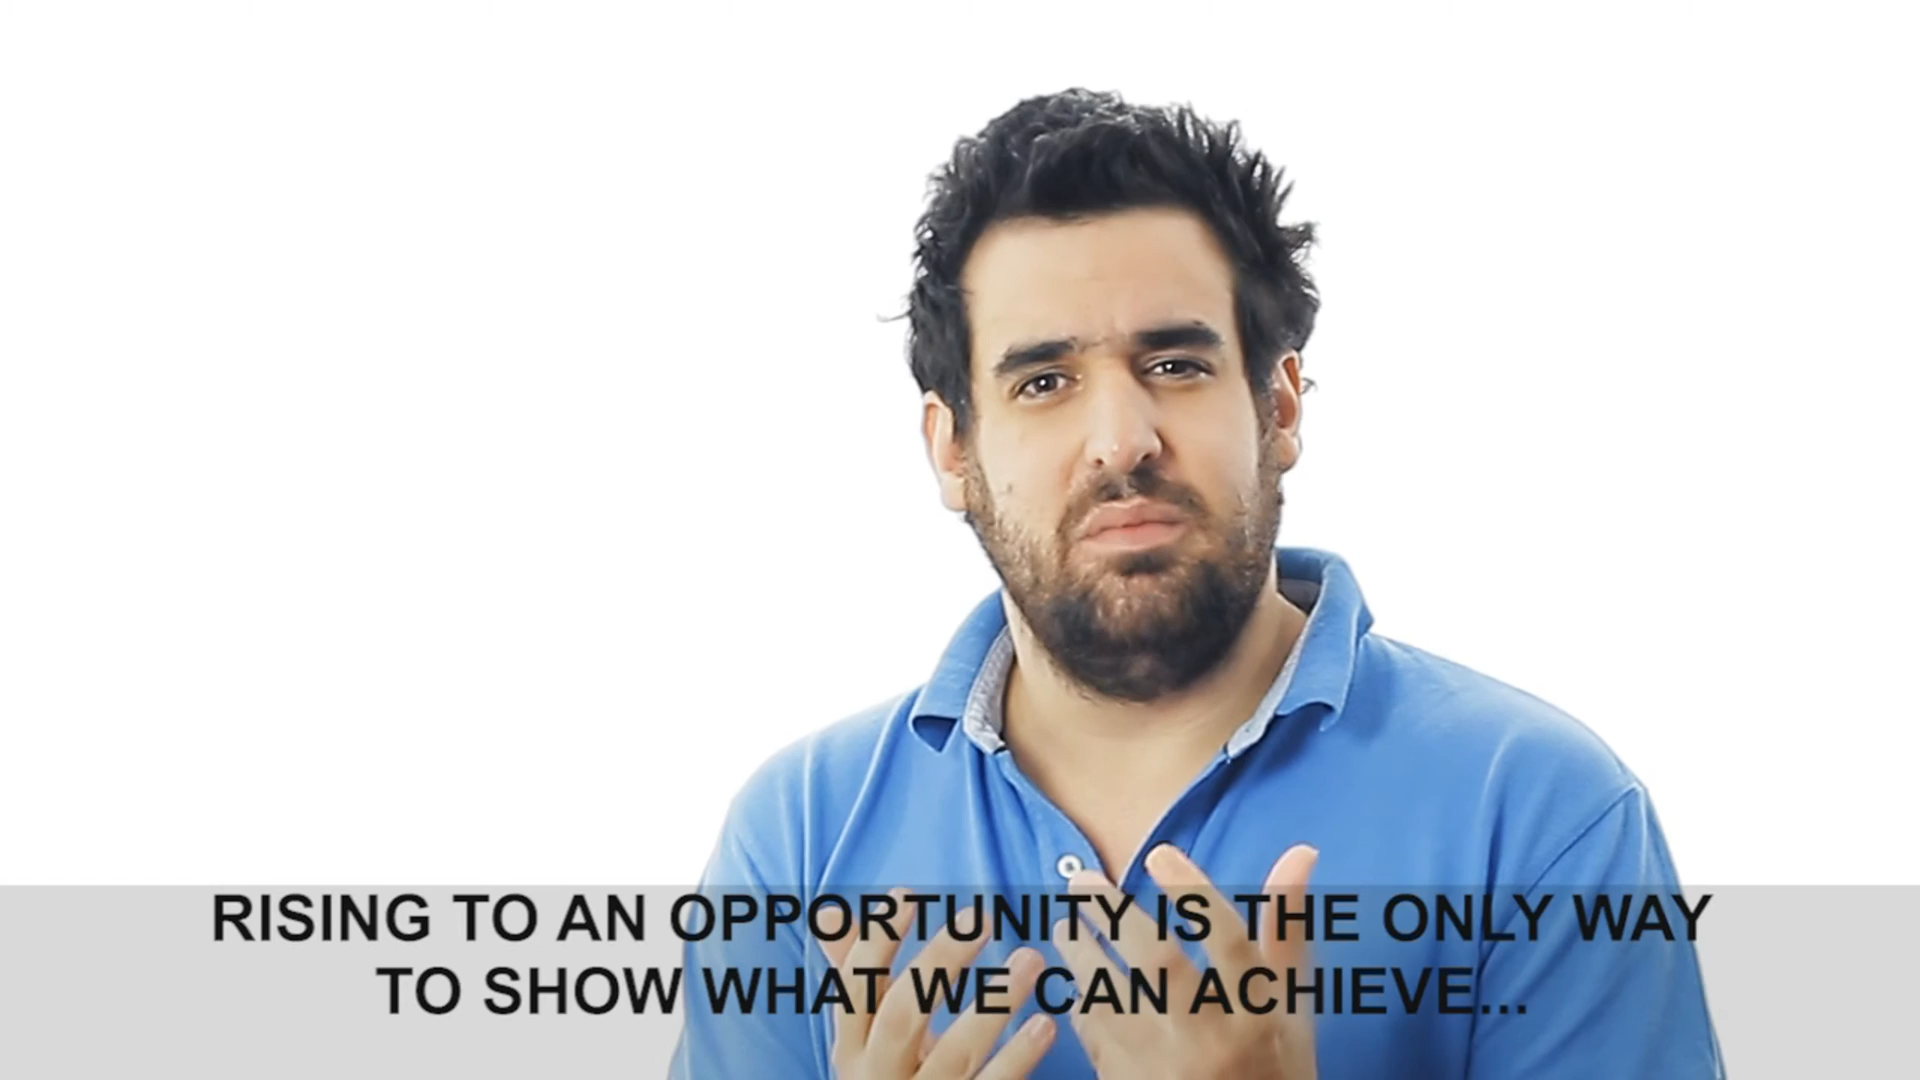 RISING TO AN OPPORTUNITY IS THE ONLY WAY
TO SHOW WHAT WE CAN ACHIEVE...